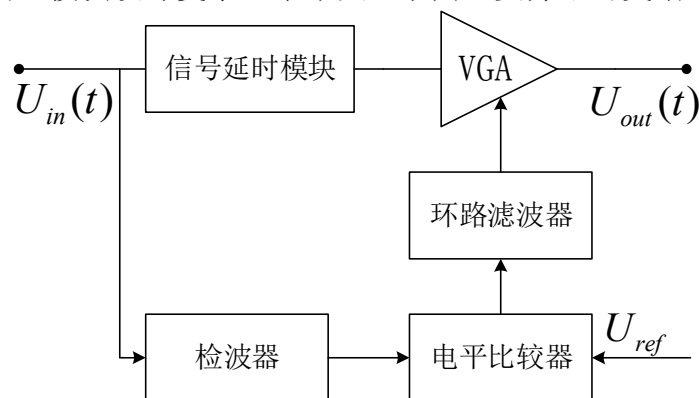 信号延时模块
VGA
U_in(t)
U_out(t)
环路滤波器
检波器
电平比较器
U_ref